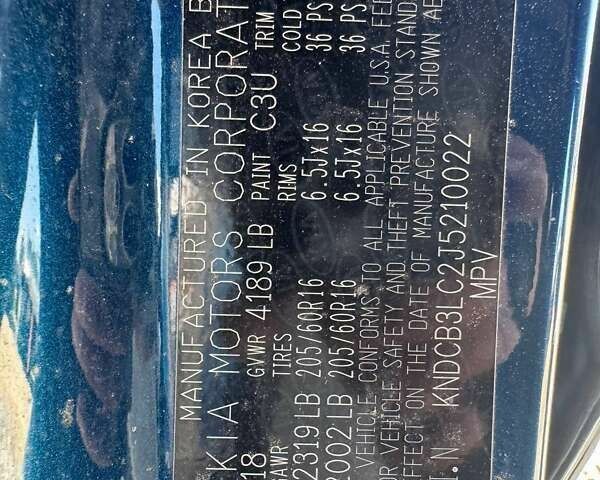 MANUFACTURED IN KOREA B
KIA MOTORS CORPORAT
18 GVWR 4189 LB PAINT C3U TRIM
GAWR TIRES RIMS COLD
2319 LB 205/60R16 6.5Jx16 36 PS
2002 LB 205/60R16 6.5Jx16 36 PS
VEHICLE CONFORMS TO ALL APPLICABLE U.S.A. FED
OR VEHICLE SAFETY AND THEFT PREVENTION STAND
EFFECT ON THE DATE OF MANUFACTURE SHOWN AB
I.N KNDCB3LC2J5210022
MPV